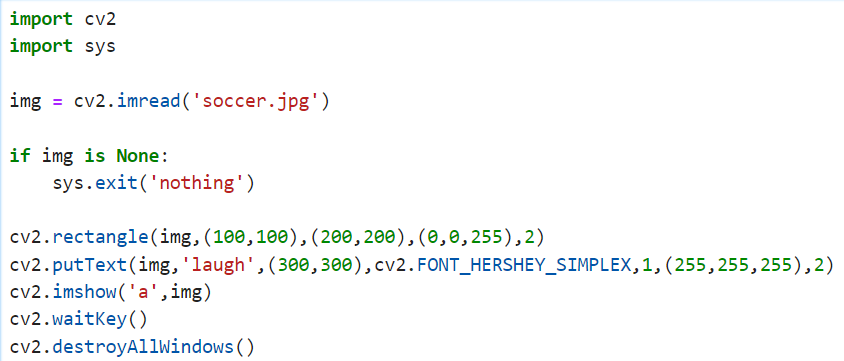 import cv2
import sys
img = cv2.imread('soccer.jpg')
if img is None:
    sys.exit('nothing')
cv2.rectangle(img,(100,100),(200,200),(0,0,255),2)
cv2.putText(img,'laugh',(300,300),cv2.FONT_HERSHEY_SIMPLEX,1,(255,255,255),2)
cv2.imshow('a',img)
cv2.waitKey()
cv2.destroyAllWindows()